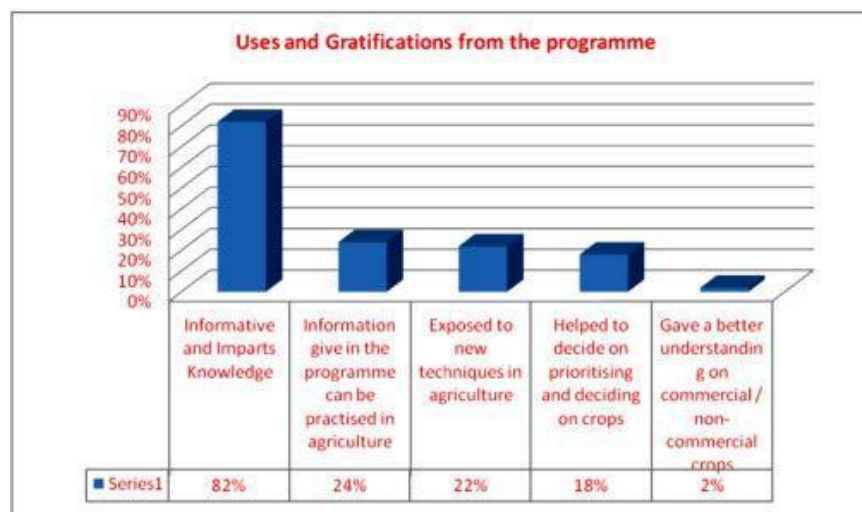 Uses and Gratifications from the programme
90%
80%
70%
60%
50%
40%
30%
20%
10%
0%
Informative
and Imparts
Knowledge
Information
give in the
programme
can be
practised in
agriculture
Exposed to
new
techniques in
agriculture
Helped to
decide on
prioritising
and deciding
on crops
Gave a better
understandin
g on
commercial /
non-
commercial
crops
Series1 82% 24% 22% 18% 2%